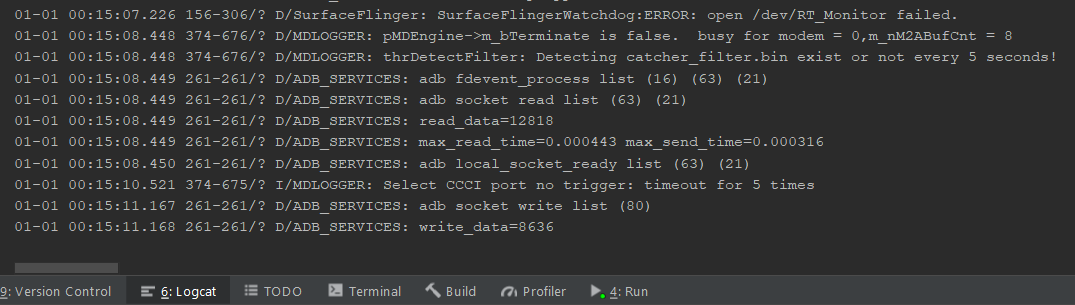 01-01 00:15:07.226 156-306/? D/SurfaceFlinger: SurfaceFlingerWatchdog:ERROR: open /dev/RT_Monitor failed.
01-01 00:15:08.448 374-676/? D/MDLOGGER: pMDEngine->m_bTerminate is false.  busy for modem = 0,m_nM2ABufCnt = 8
01-01 00:15:08.448 374-676/? D/MDLOGGER: thrDetectFilter: Detecting catcher_filter.bin exist or not every 5 seconds!
01-01 00:15:08.449 261-261/? D/ADB_SERVICES: adb fdevent_process list (16) (63) (21)
01-01 00:15:08.449 261-261/? D/ADB_SERVICES: adb socket read list (63) (21)
01-01 00:15:08.449 261-261/? D/ADB_SERVICES: read_data=12818
01-01 00:15:08.449 261-261/? D/ADB_SERVICES: max_read_time=0.000443 max_send_time=0.000316
01-01 00:15:08.450 261-261/? D/ADB_SERVICES: adb local_socket_ready list (63) (21)
01-01 00:15:10.521 374-675/? I/MDLOGGER: Select CCCI port no trigger: timeout for 5 times
01-01 00:15:11.167 261-261/? D/ADB_SERVICES: adb socket write list (80)
01-01 00:15:11.168 261-261/? D/ADB_SERVICES: write_data=8636
9: Version Control 6: Logcat TODO Terminal Build Profiler 4: Run